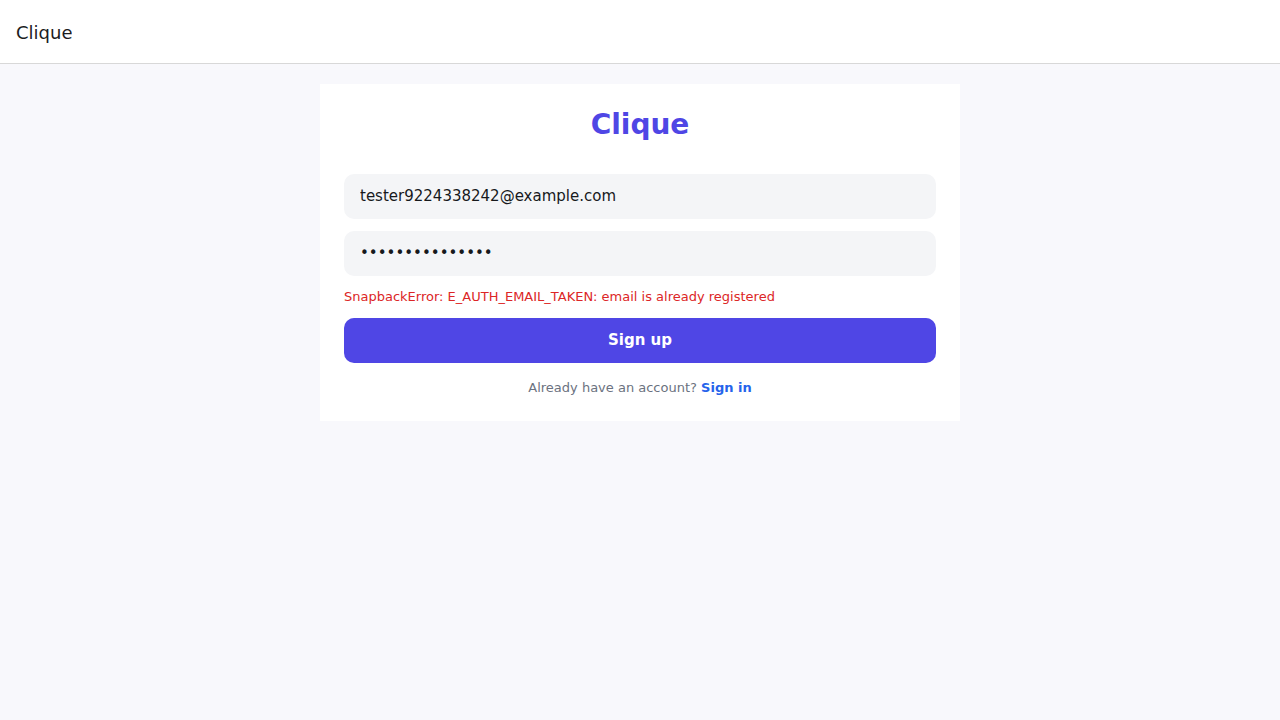 Clique
Clique
tester9224338242@example.com
•••••••••••••••
SnapbackError: E_AUTH_EMAIL_TAKEN: email is already registered
Sign up
Already have an account? Sign in